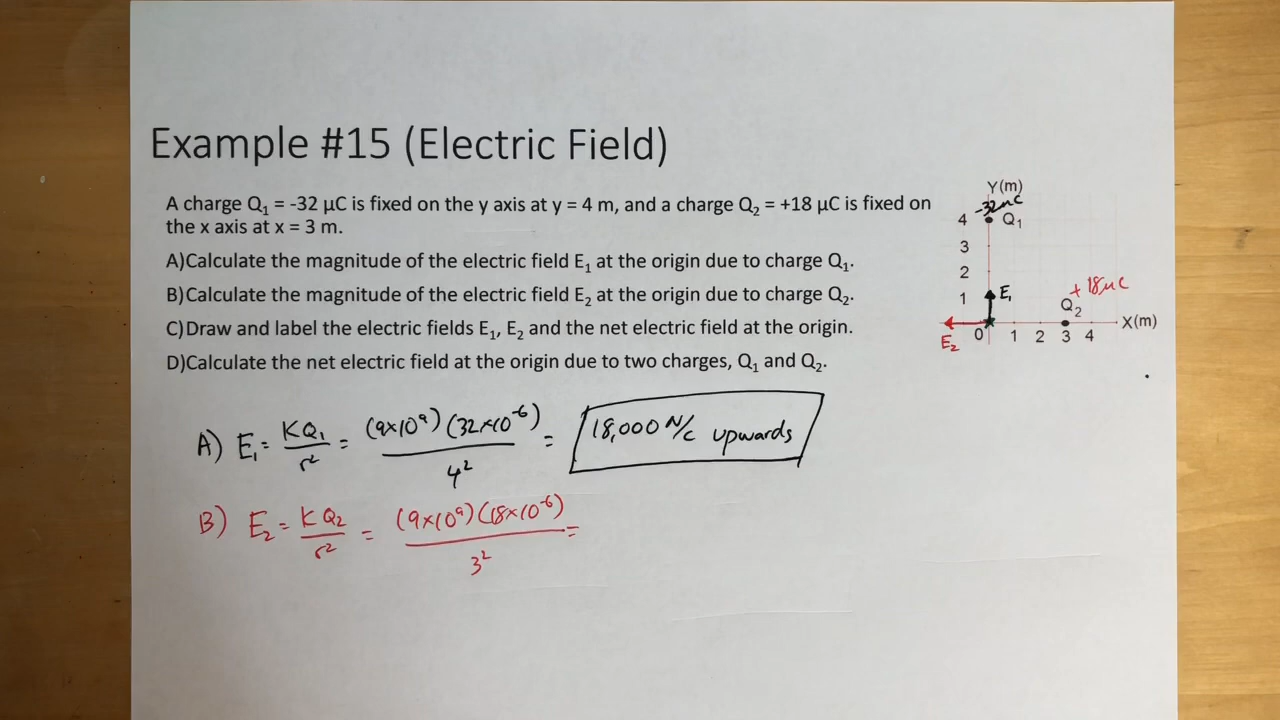 Example #15 (Electric Field)
A charge Q₁ = -32 µC is fixed on the y axis at y = 4 m, and a charge Q₂ = +18 µC is fixed on
the x axis at x = 3 m.
A)Calculate the magnitude of the electric field E₁ at the origin due to charge Q₁.
B)Calculate the magnitude of the electric field E₂ at the origin due to charge Q₂.
C)Draw and label the electric fields E₁, E₂ and the net electric field at the origin.
D)Calculate the net electric field at the origin due to two charges, Q₁ and Q₂.
Y(m)
-32µC
4 Q₁
3
2
+18µC
1 E₁ Q₂
X(m)
E₂ 0 1 2 3 4
A) E₁ = KQ₁/r² = (9×10⁹)(32×10⁻⁶)/4² = 18,000 N/C upwards
B) E₂ = KQ₂/r² = (9×10⁹)(18×10⁻⁶)/3² =